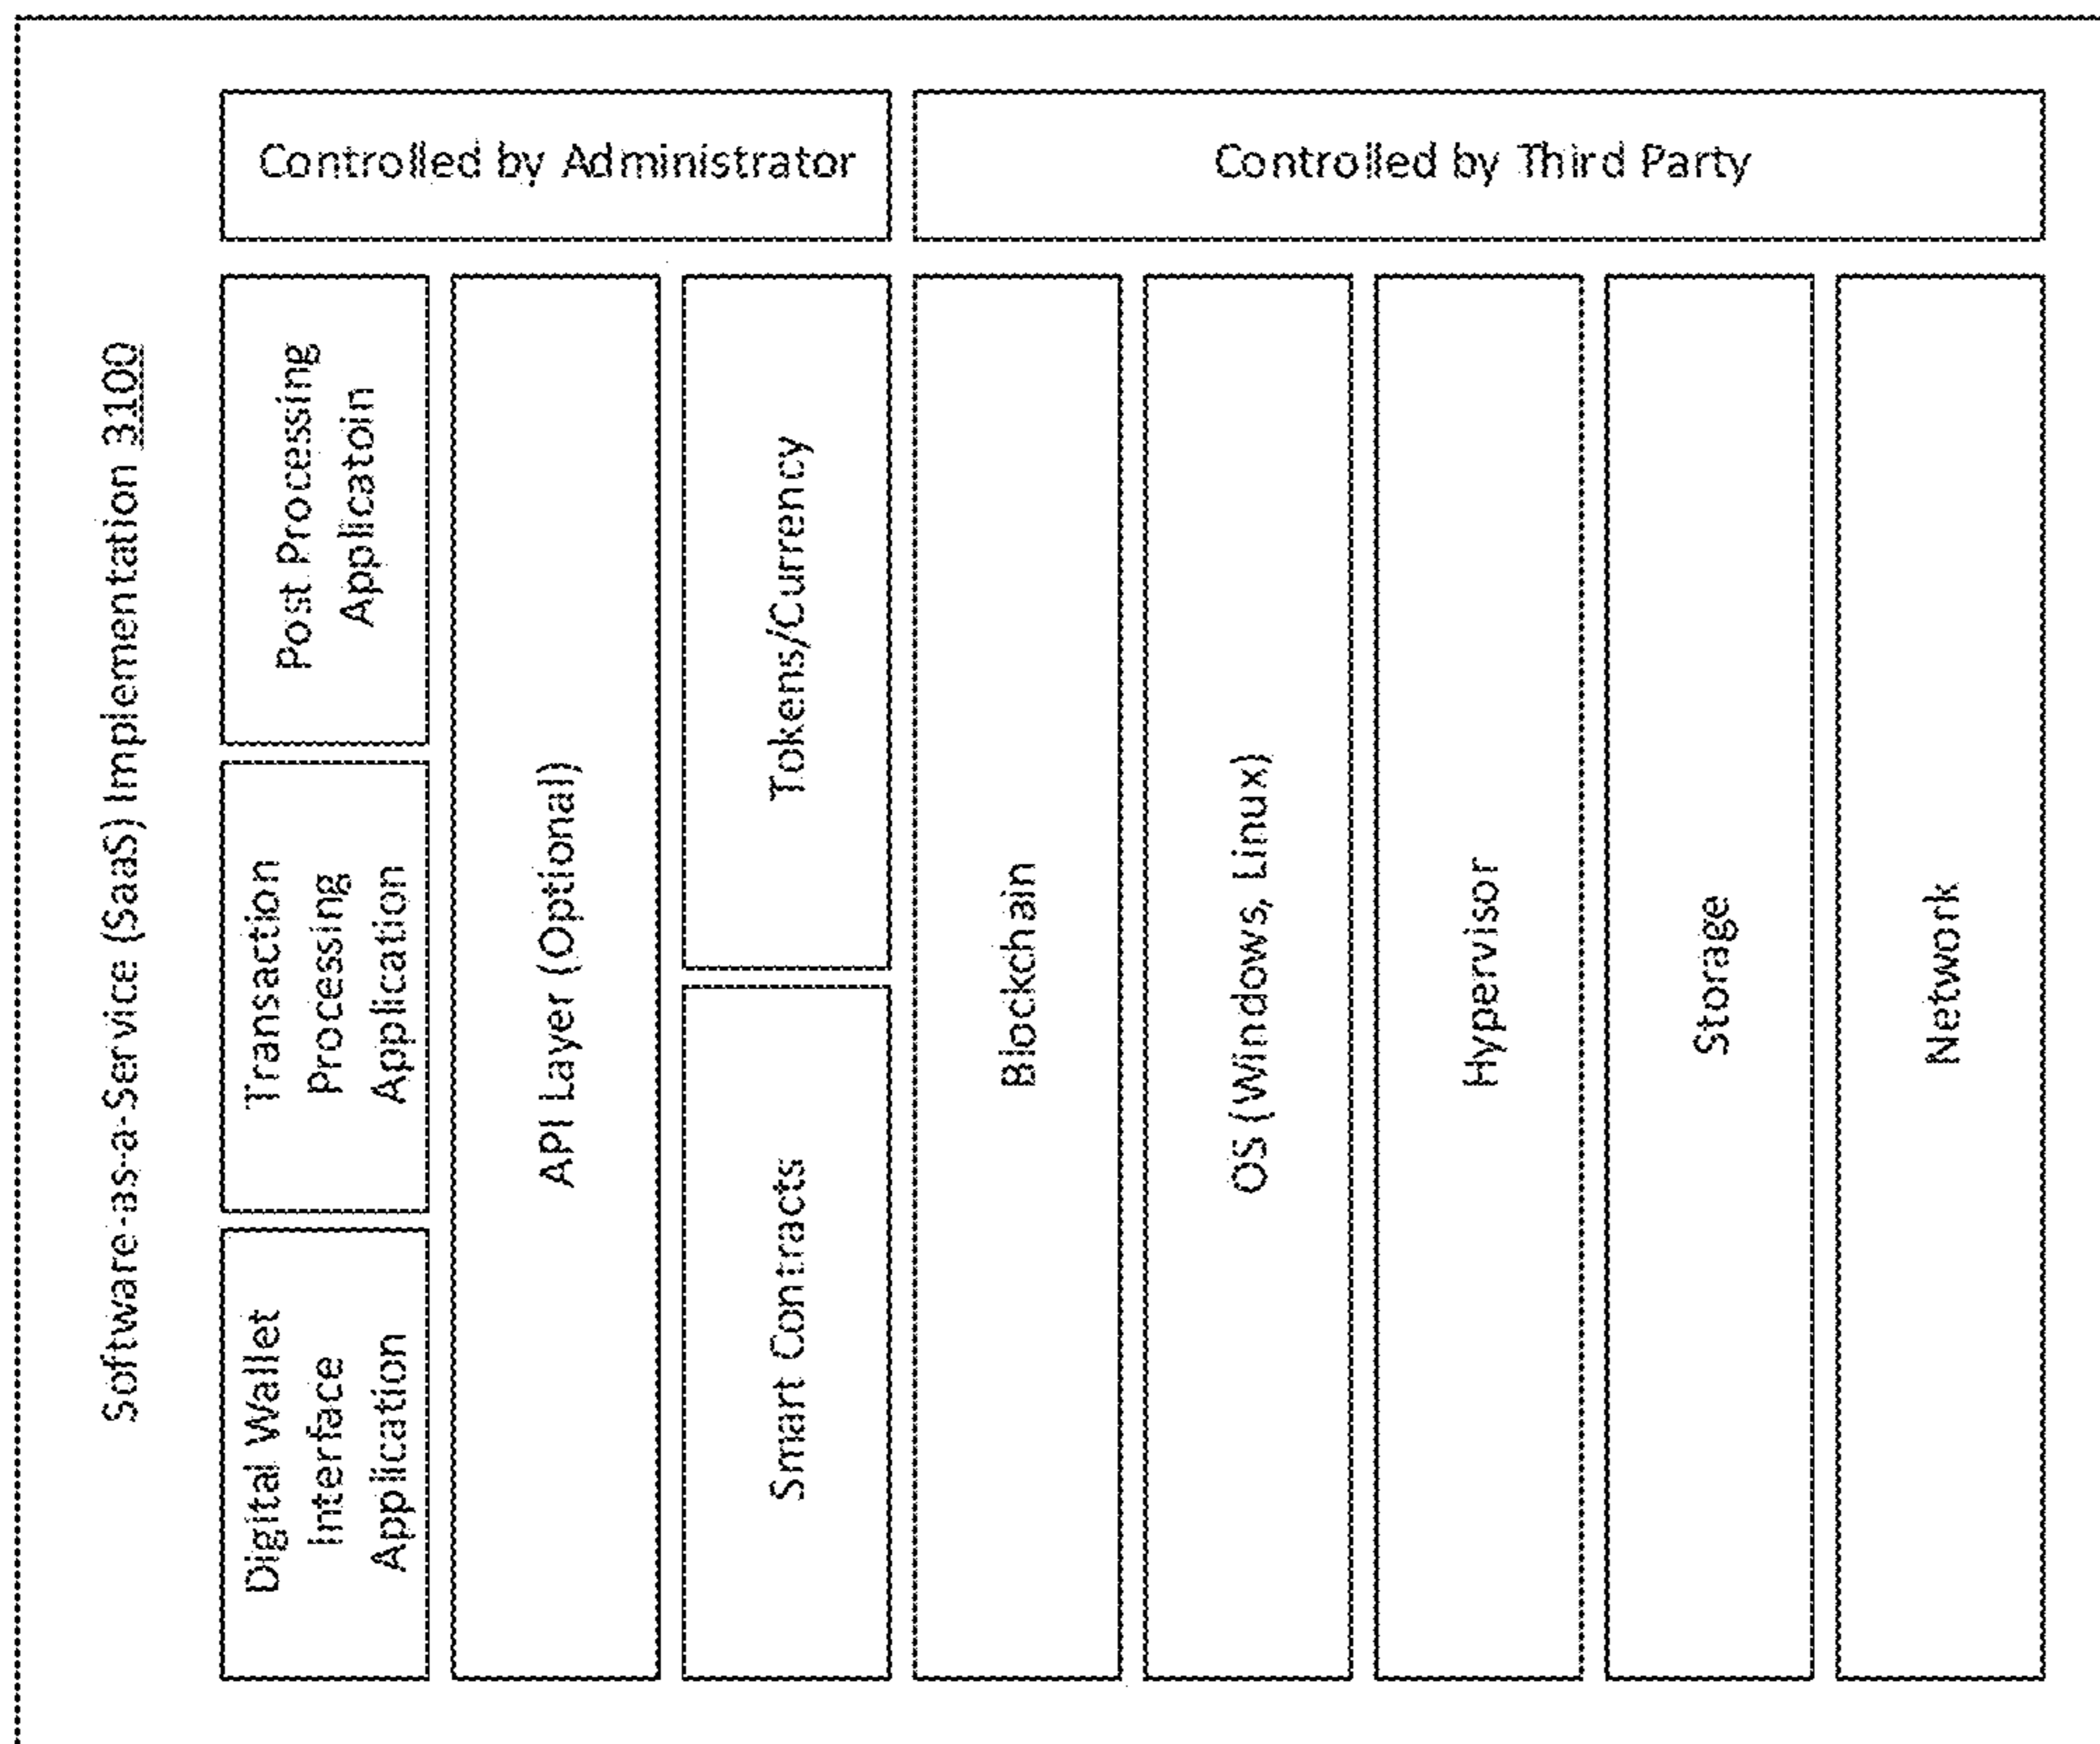 Software-as-a-Service (SaaS) Implementation 3100
Digital Wallet
Interface
Application
Transaction
Processing
Application
Post Processing
Applicatoin
Controlled by Administrator
API Layer (Optional)
Smart Contracts
Tokens/Currency
Blockchain
Controlled by Third Party
OS (Windows, Linux)
Hypervisor
Storage
Network